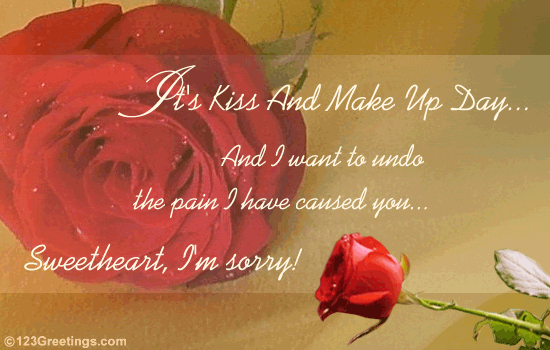 It's Kiss And Make Up Day...
And I want to undo
the pain I have caused you...
Sweetheart, I'm sorry!
©123Greetings.com